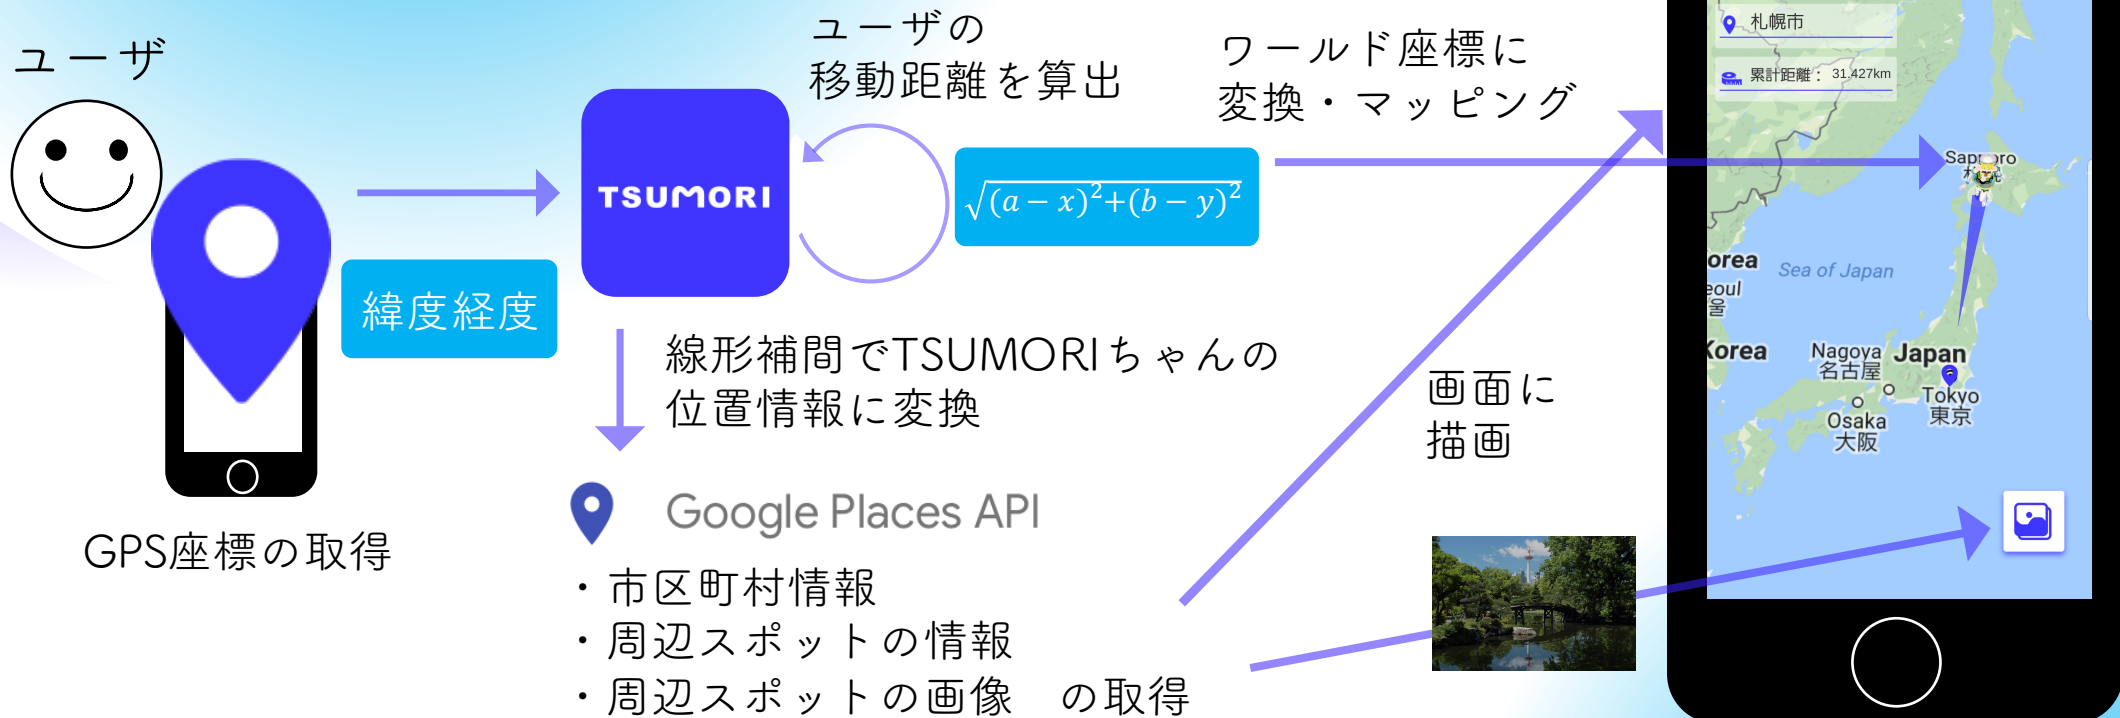 ユーザ
GPS座標の取得
緯度経度
TSUMORI
ユーザの
移動距離を算出
√(a − x)²+(b − y)²
ワールド座標に
変換・マッピング
線形補間でTSUMORIちゃんの
位置情報に変換
Google Places API
・市区町村情報
・周辺スポットの情報
・周辺スポットの画像　の取得
画面に
描画
札幌市
累計距離： 31.427km
Sapporo
orea
Sea of Japan
eoul
울
Korea
Nagoya
名古屋
Japan
Tokyo
東京
Osaka
大阪